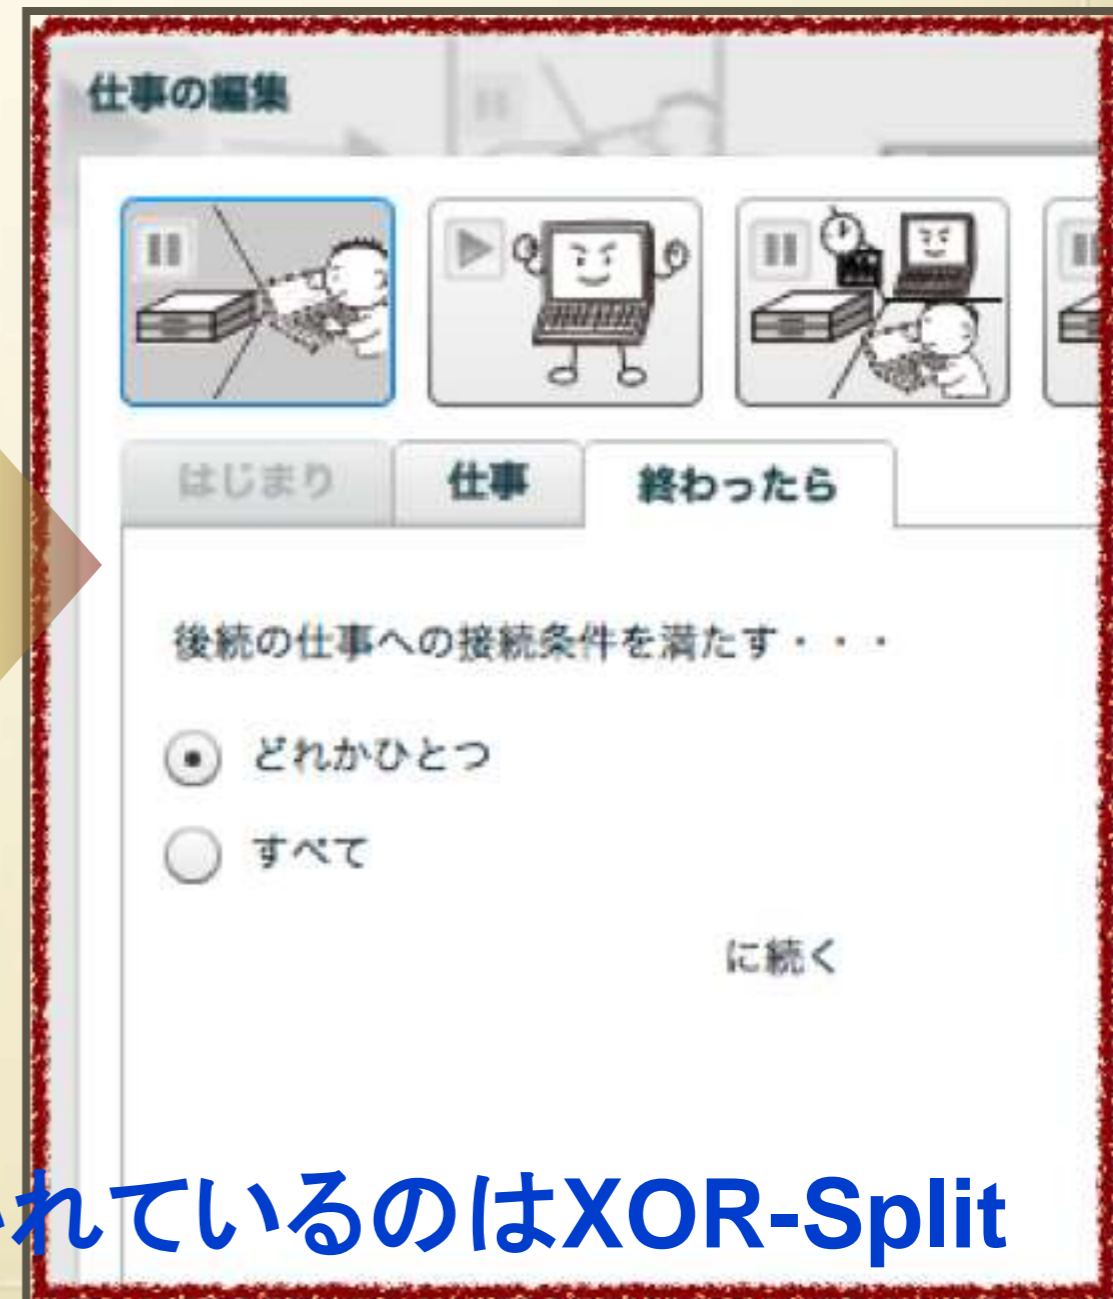 仕事の編集
はじまり 仕事 終わったら
後続の仕事への接続条件を満たす・・・
どれかひとつ
すべて
に続く
れているのはXOR-Split